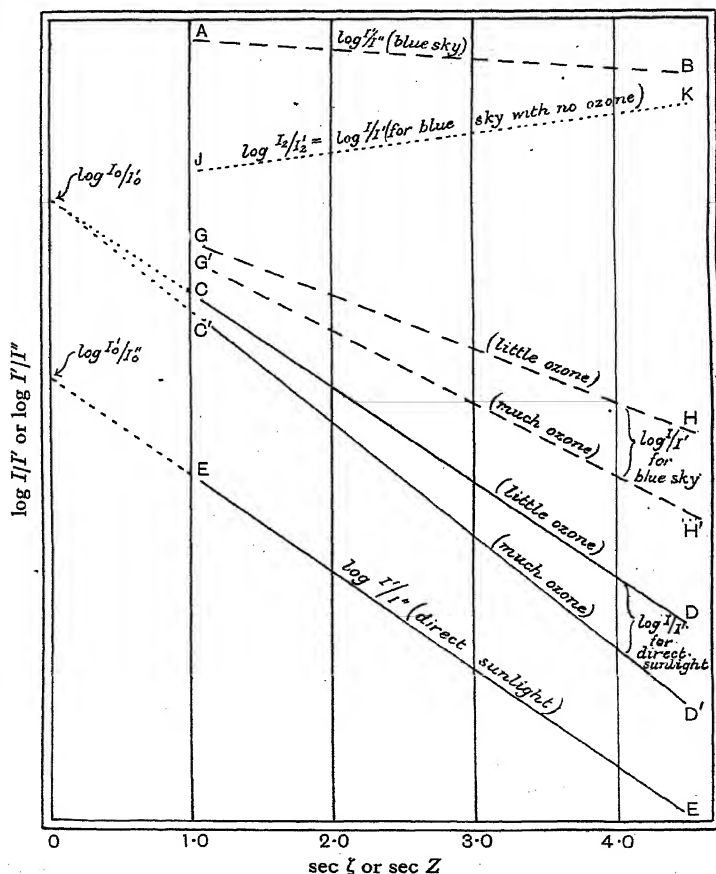 A
log I'/I'' (blue sky)
B
K
log I₂/I₂' = log I/I' (for blue sky with no ozone)
J
log I₀/I₀'
G
G'
C
C'
(little ozone)
(much ozone)
H
log I/I' for blue sky
H'
log I₀'/I₀''
E
(little ozone)
(much ozone)
D
log I/I' for direct sunlight
D'
log I'/I'' (direct sunlight)
E
log I/I' or log I'/I''
0 1·0 2·0 3·0 4·0
sec ζ or sec Z